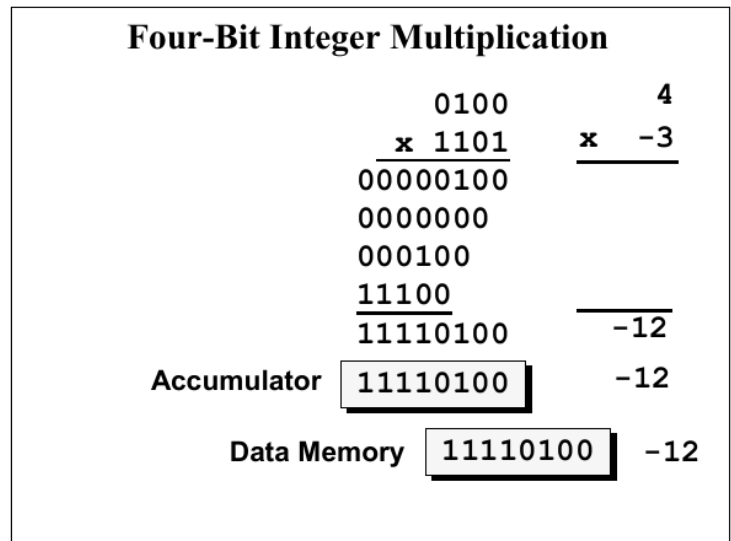 Four-Bit Integer Multiplication
0100 4
x 1101 x -3
00000100
0000000
000100
11100
11110100 -12
Accumulator 11110100 -12
Data Memory 11110100 -12